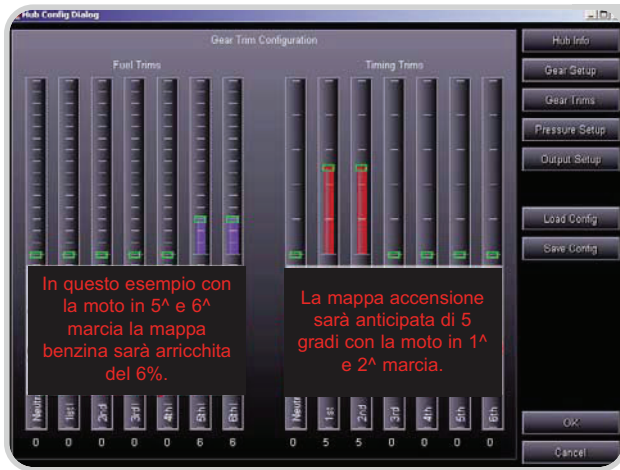 Hub Config Dialog
Gear Trim Configuration
Fuel Trims
Timing Trims
In questo esempio con
la moto in 5^ e 6^
marcia la mappa
benzina sarà arricchita
del 6%.
La mappa accensione
sarà anticipata di 5
gradi con la moto in 1^
e 2^ marcia.
Neutral 1st 2nd 3rd 4th 5th 6th
0 0 0 0 0 6 6
Neutral 1st 2nd 3rd 4th 5th 6th
0 5 5 0 0 0 0
Hub Info
Gear Setup
Gear Trims
Pressure Setup
Output Setup
Load Config
Save Config
OK
Cancel